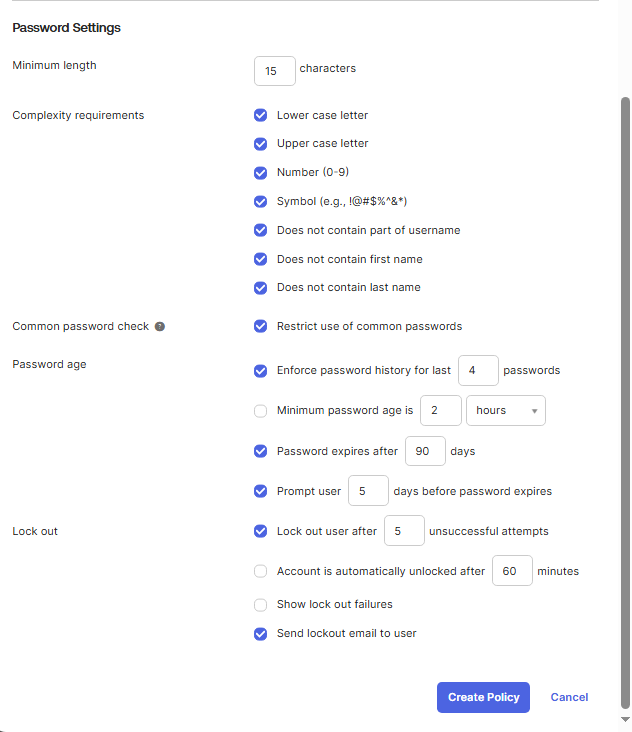 Password Settings
Minimum length
15 characters
Complexity requirements
Lower case letter
Upper case letter
Number (0-9)
Symbol (e.g., !@#$%^&*)
Does not contain part of username
Does not contain first name
Does not contain last name
Common password check ?
Restrict use of common passwords
Password age
Enforce password history for last 4 passwords
Minimum password age is 2 hours
Password expires after 90 days
Prompt user 5 days before password expires
Lock out
Lock out user after 5 unsuccessful attempts
Account is automatically unlocked after 60 minutes
Show lock out failures
Send lockout email to user
Create Policy Cancel